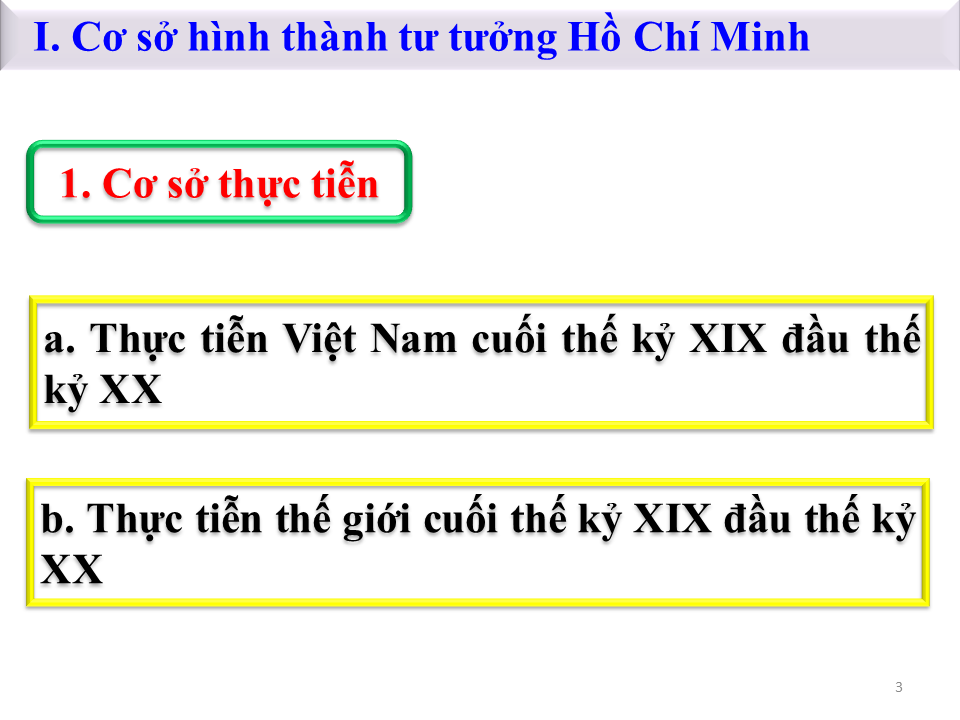 I. Cơ sở hình thành tư tưởng Hồ Chí Minh
1. Cơ sở thực tiễn
a. Thực tiễn Việt Nam cuối thế kỷ XIX đầu thế
kỷ XX
b. Thực tiễn thế giới cuối thế kỷ XIX đầu thế kỷ
XX
3